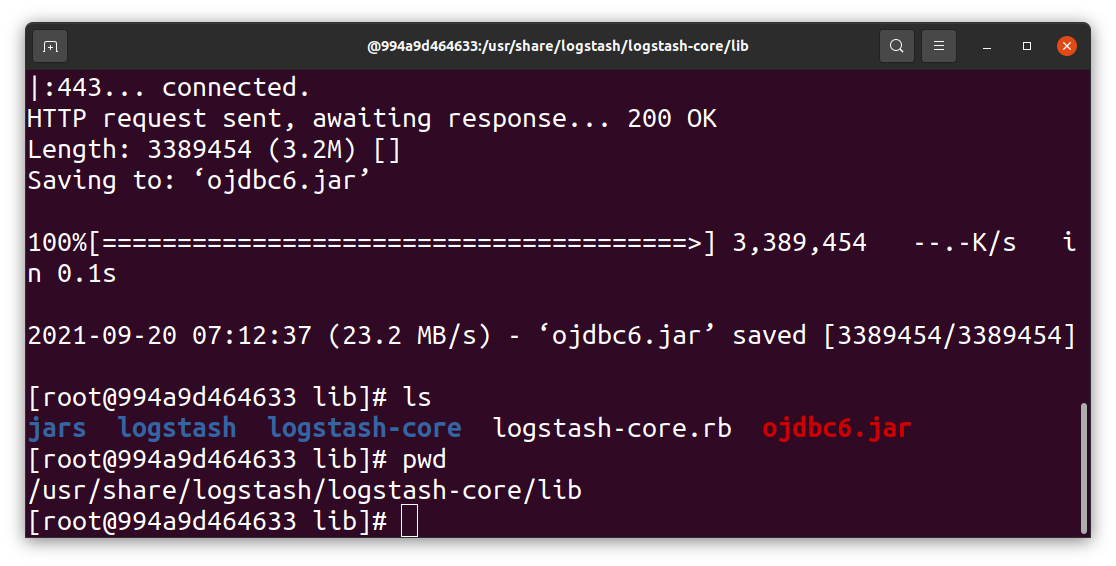 @994a9d464633:/usr/share/logstash/logstash-core/lib
|:443... connected.
HTTP request sent, awaiting response... 200 OK
Length: 3389454 (3.2M) []
Saving to: ‘ojdbc6.jar’
100%[=======================================>] 3,389,454   --.-K/s   i
n 0.1s
2021-09-20 07:12:37 (23.2 MB/s) - ‘ojdbc6.jar’ saved [3389454/3389454]
[root@994a9d464633 lib]# ls
jars  logstash  logstash-core  logstash-core.rb  ojdbc6.jar
[root@994a9d464633 lib]# pwd
/usr/share/logstash/logstash-core/lib
[root@994a9d464633 lib]#